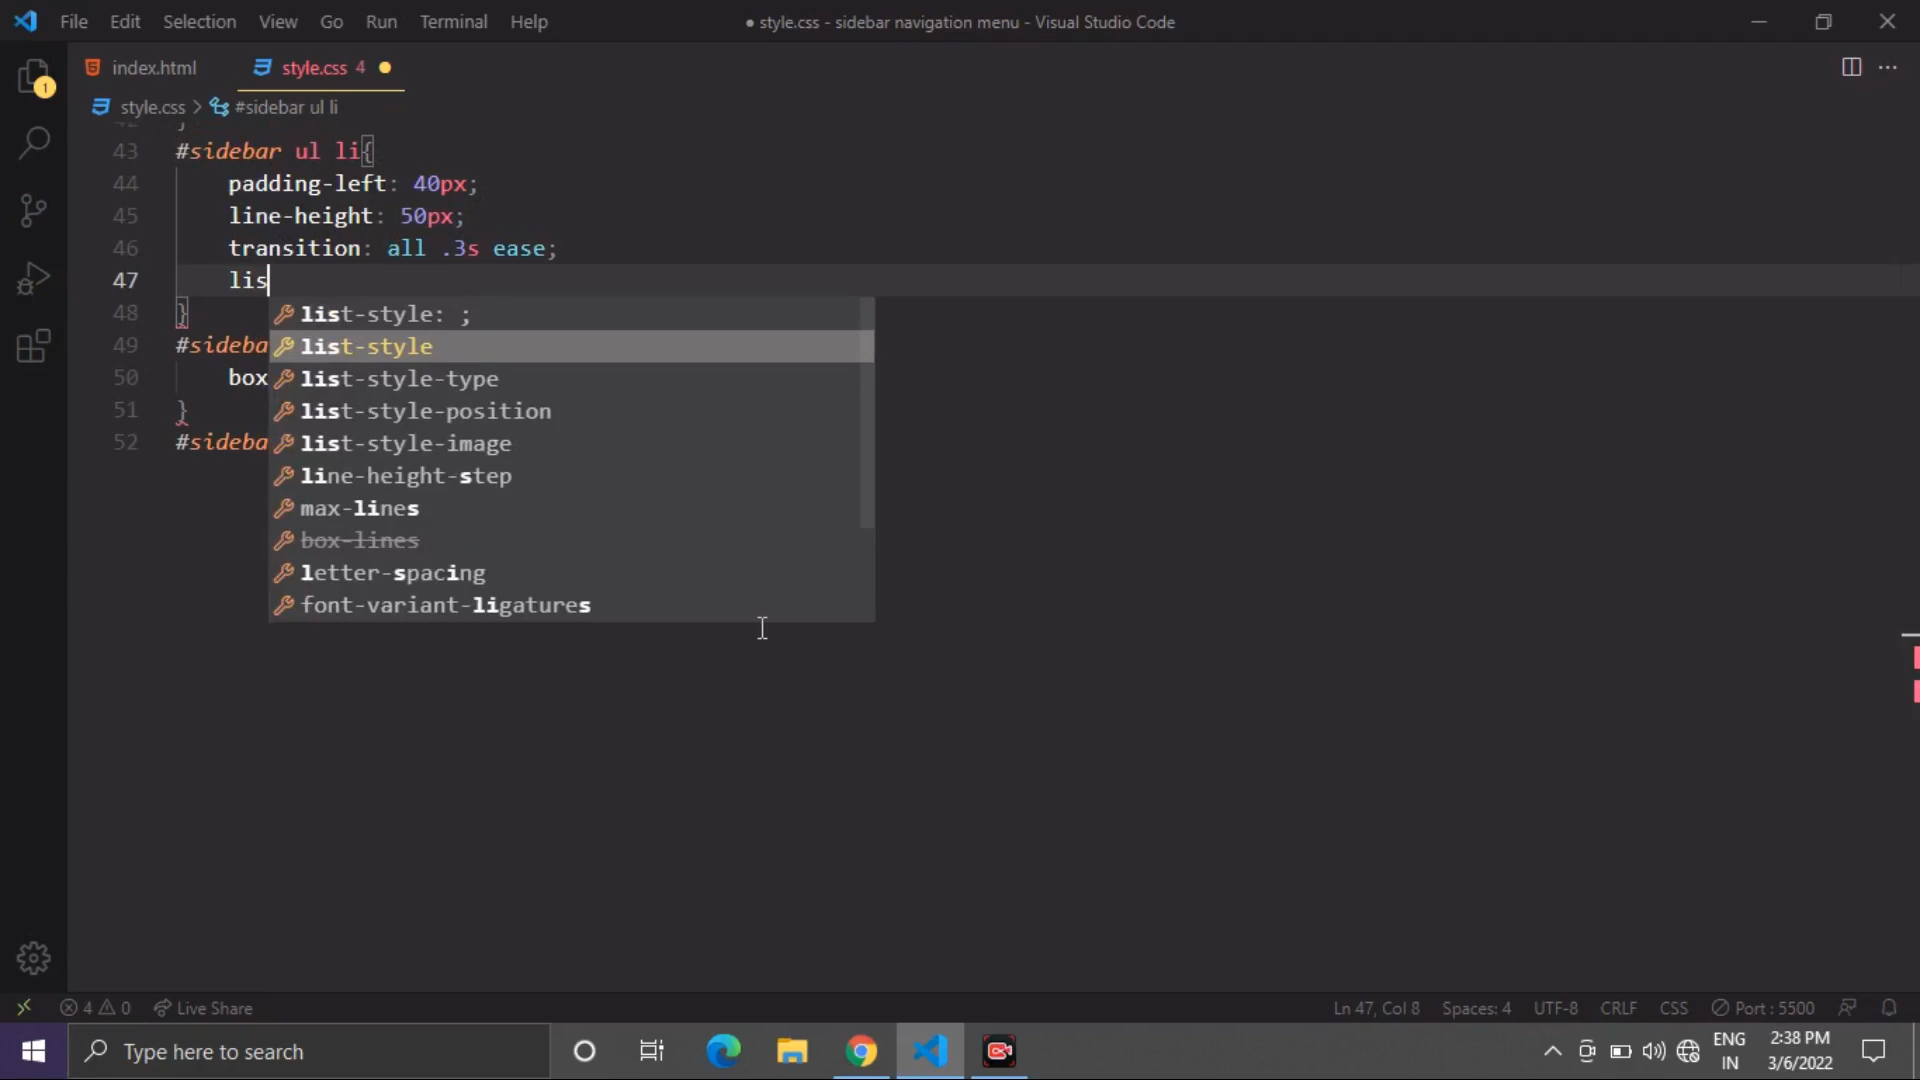 File Edit Selection View Go Run Terminal Help
● style.css - sidebar navigation menu - Visual Studio Code
1
index.html
style.css 4
style.css > #sidebar ul li
43 #sidebar ul li{
44 padding-left: 40px;
45 line-height: 50px;
46 transition: all .3s ease;
47 lis
48 }
49 #sideba
50 box
51 }
52 #sideba
list-style: ;
list-style
list-style-type
list-style-position
list-style-image
line-height-step
max-lines
box-lines
letter-spacing
font-variant-ligatures
4 0 Live Share
Ln 47, Col 8 Spaces: 4 UTF-8 CRLF CSS Port : 5500
Type here to search
ENG
IN
2:38 PM
3/6/2022